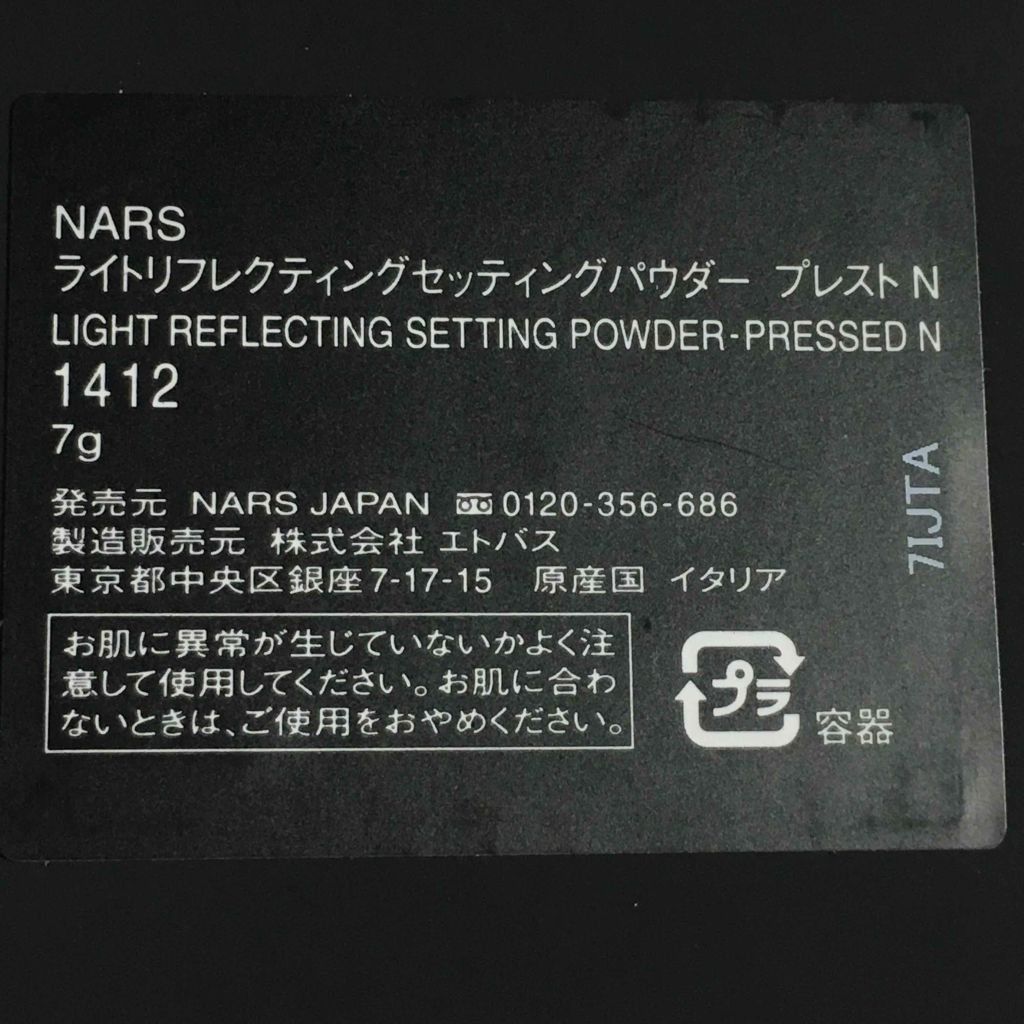 NARS
ライトリフレクティングセッティングパウダー プレスト N
LIGHT REFLECTING SETTING POWDER-PRESSED N
1412
7g
発売元 NARS JAPAN 0120-356-686
製造販売元 株式会社 エトバス
東京都中央区銀座7-17-15 原産国 イタリア
お肌に異常が生じていないかよく注
意して使用してください。お肌に合わ
ないときは、ご使用をおやめください。
プラ
容器
7IJTA